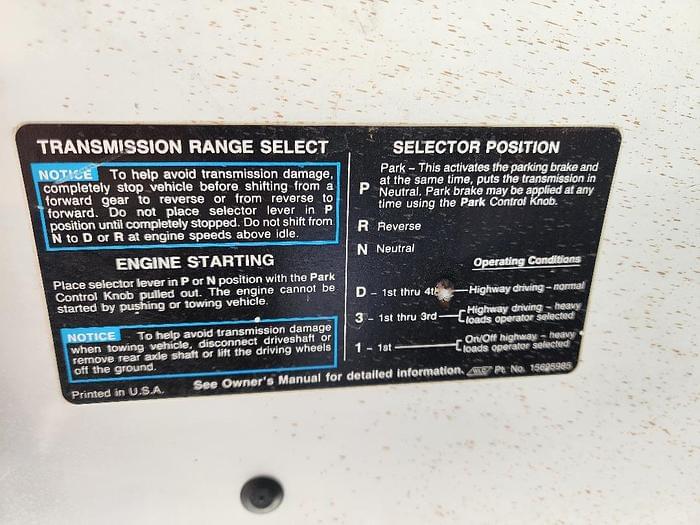 TRANSMISSION RANGE SELECT
NOTICE To help avoid transmission damage,
completely stop vehicle before shifting from a
forward gear to reverse or from reverse to
forward. Do not place selector lever in P
position until completely stopped. Do not shift from
N to D or R at engine speeds above idle.
ENGINE STARTING
Place selector lever in P or N position with the Park
Control Knob pulled out. The engine cannot be
started by pushing or towing vehicle.
NOTICE To help avoid transmission damage
when towing vehicle, disconnect driveshaft or
remove rear axle shaft or lift the driving wheels
off the ground.
Printed in U.S.A.
SELECTOR POSITION
P Park – This activates the parking brake and
at the same time, puts the transmission in
Neutral. Park brake may be applied at any
time using the Park Control Knob.
R Reverse
N Neutral
Operating Conditions
D – 1st thru 4th Highway driving – normal
3 – 1st thru 3rd Highway driving – heavy
loads operator selected
1 – 1st On/Off highway – heavy
loads operator selected
See Owner's Manual for detailed information. Pt. No. 15695985